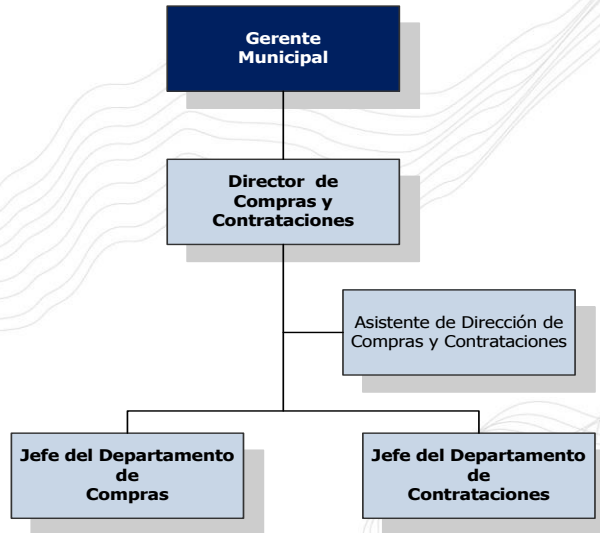 Gerente
Municipal
Director de
Compras y
Contrataciones
Asistente de Dirección de
Compras y Contrataciones
Jefe del Departamento
de
Compras
Jefe del Departamento
de
Contrataciones